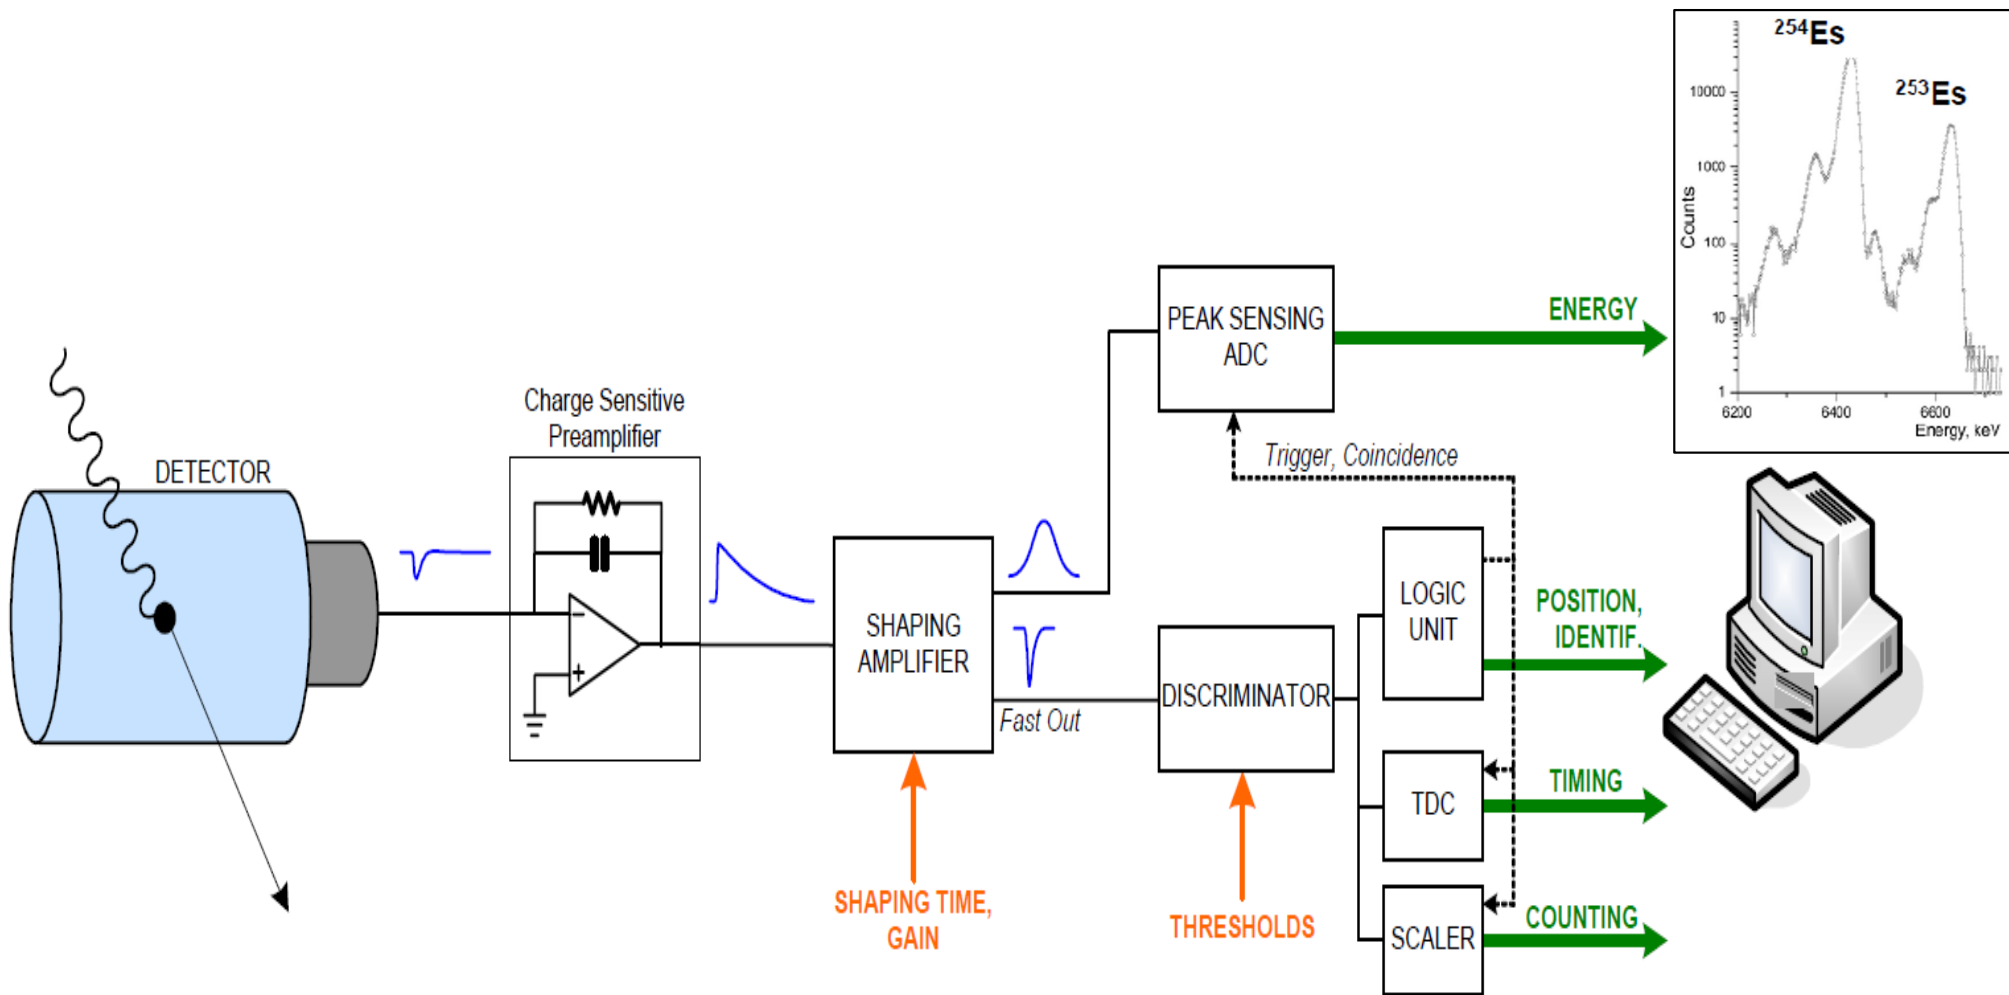 DETECTOR
Charge Sensitive
Preamplifier
−
+
SHAPING
AMPLIFIER
SHAPING TIME,
GAIN
Fast Out
PEAK SENSING
ADC
Trigger, Coincidence
DISCRIMINATOR
THRESHOLDS
LOGIC
UNIT
TDC
SCALER
ENERGY
POSITION,
IDENTIF.
TIMING
COUNTING
²⁵⁴Es
²⁵³Es
Counts
10000
1000
100
10
1
6200 6400 6600
Energy, keV